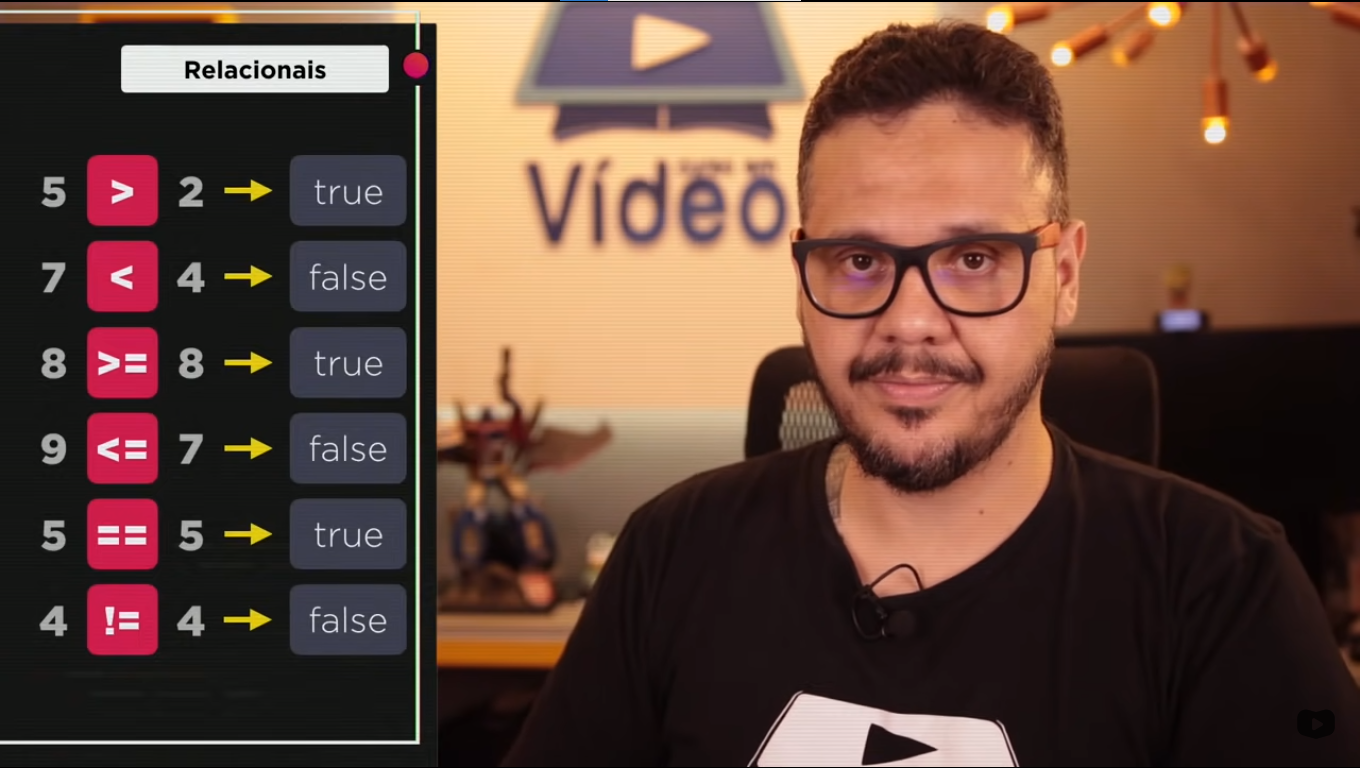 Relacionais
5 > 2 → true
7 < 4 → false
8 >= 8 → true
9 <= 7 → false
5 == 5 → true
4 != 4 → false
Vídeo